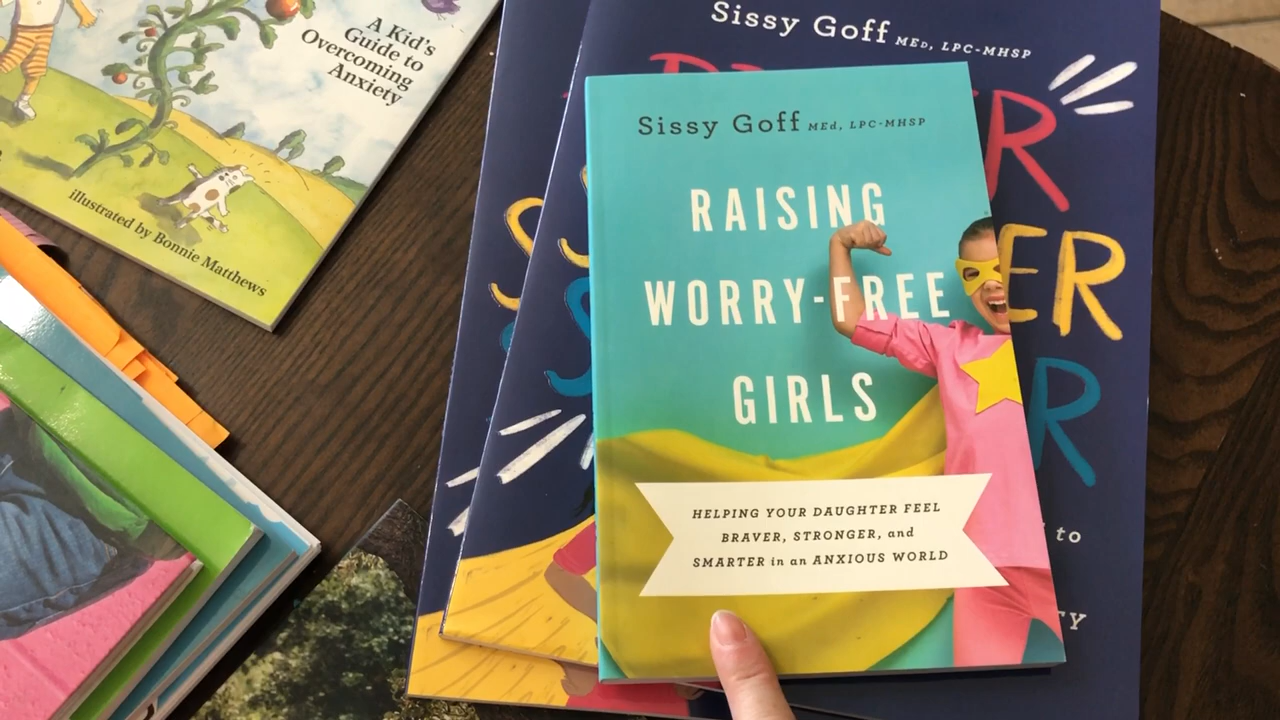 A Kid's
Guide to
Overcoming
Anxiety
illustrated by Bonnie Matthews
Sissy Goff MEd, LPC-MHSP
Sissy Goff MEd, LPC-MHSP
RAISING
WORRY-FREE
GIRLS
HELPING YOUR DAUGHTER FEEL
BRAVER, STRONGER, and
SMARTER in an ANXIOUS WORLD
to